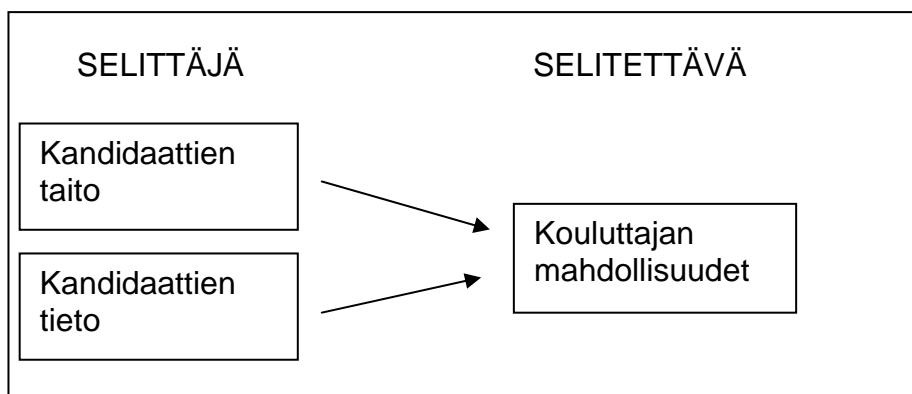 SELITTÄJÄ
SELITETTÄVÄ
Kandidaattien
taito
Kandidaattien
tieto
Kouluttajan
mahdollisuudet